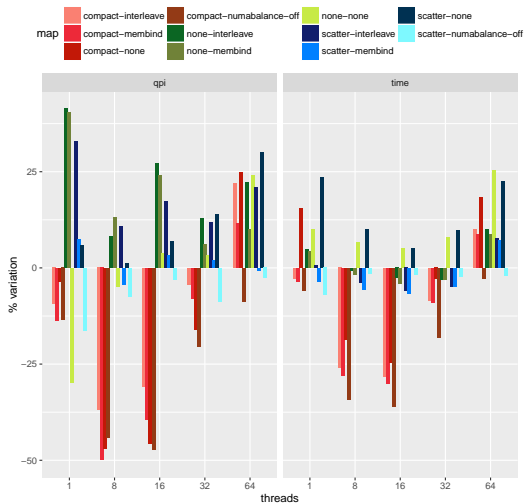 compact−interleave compact−numabalance−off none−none scatter−none
map compact−membind none−interleave scatter−interleave scatter−numabalance−off
compact−none none−membind scatter−membind
qpi time
25
0
−25
−50
% variation
1 8 16 32 64 1 8 16 32 64
threads